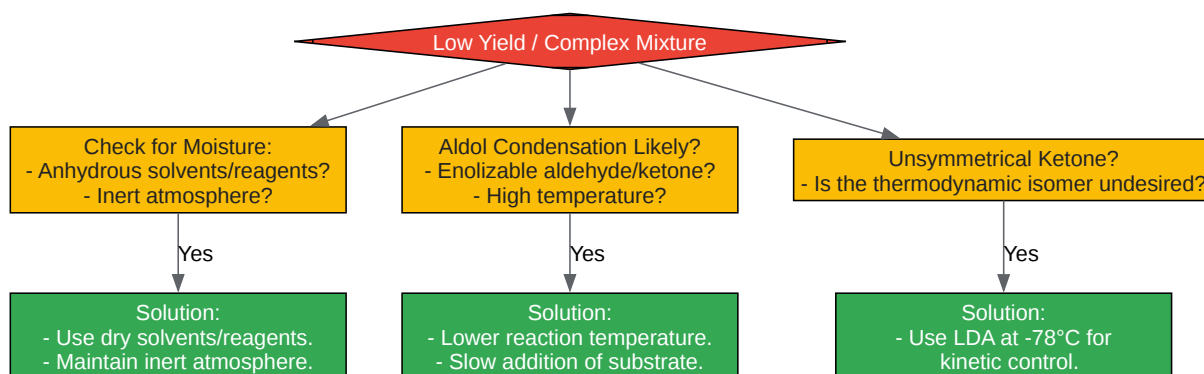 Low Yield / Complex Mixture
Check for Moisture:
- Anhydrous solvents/reagents?
- Inert atmosphere?
Aldol Condensation Likely?
- Enolizable aldehyde/ketone?
- High temperature?
Unsymmetrical Ketone?
- Is the thermodynamic isomer undesired?
Yes
Yes
Yes
Solution:
- Use dry solvents/reagents.
- Maintain inert atmosphere.
Solution:
- Lower reaction temperature.
- Slow addition of substrate.
Solution:
- Use LDA at -78°C for
kinetic control.